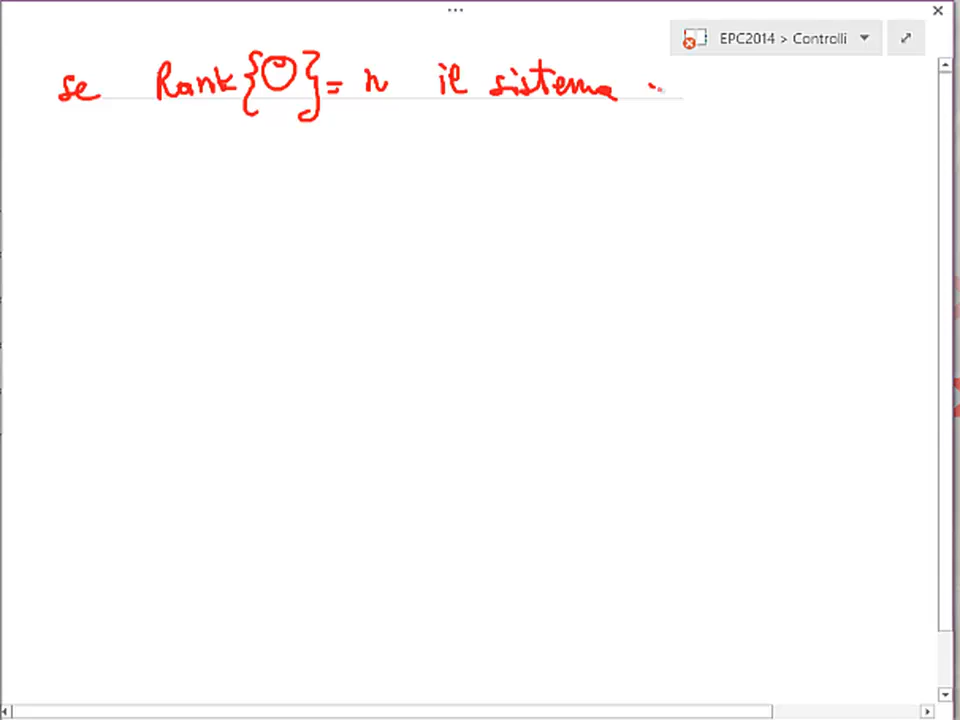 EPC2014 > Controlli
se Rank{O} = n il sistema